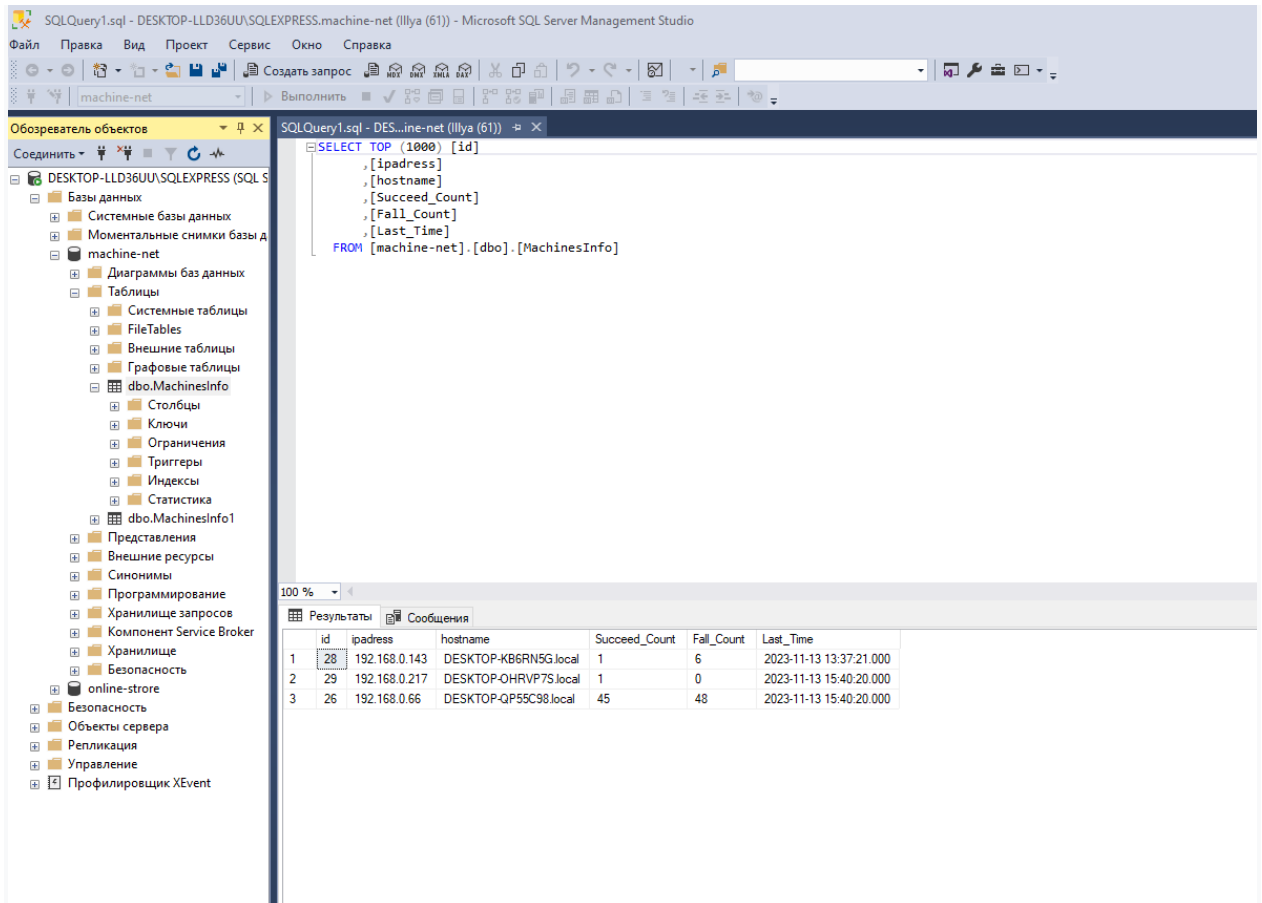 SQLQuery1.sql - DESKTOP-LLD36UU\SQLEXPRESS.machine-net (Illya (61)) - Microsoft SQL Server Management Studio
Файл Правка Вид Проект Сервис Окно Справка
Создать запрос MDX DMX XMLA DAX
machine-net Выполнить
Обозреватель объектов
Соединить
DESKTOP-LLD36UU\SQLEXPRESS (SQL S
Базы данных
Системные базы данных
Моментальные снимки базы д
machine-net
Диаграммы баз данных
Таблицы
Системные таблицы
FileTables
Внешние таблицы
Графовые таблицы
dbo.MachinesInfo
Столбцы
Ключи
Ограничения
Триггеры
Индексы
Статистика
dbo.MachinesInfo1
Представления
Внешние ресурсы
Синонимы
Программирование
Хранилище запросов
Компонент Service Broker
Хранилище
Безопасность
online-strore
Безопасность
Объекты сервера
Репликация
Управление
Профилировщик XEvent
SQLQuery1.sql - DES...ine-net (Illya (61))
SELECT TOP (1000) [id]
,[ipadress]
,[hostname]
,[Succeed_Count]
,[Fall_Count]
,[Last_Time]
FROM [machine-net].[dbo].[MachinesInfo]
100 %
Результаты Сообщения
id ipadress hostname Succeed_Count Fall_Count Last_Time
1 28 192.168.0.143 DESKTOP-KB6RN5G.local 1 6 2023-11-13 13:37:21.000
2 29 192.168.0.217 DESKTOP-OHRVP7S.local 1 0 2023-11-13 15:40:20.000
3 26 192.168.0.66 DESKTOP-QP55C98.local 45 48 2023-11-13 15:40:20.000